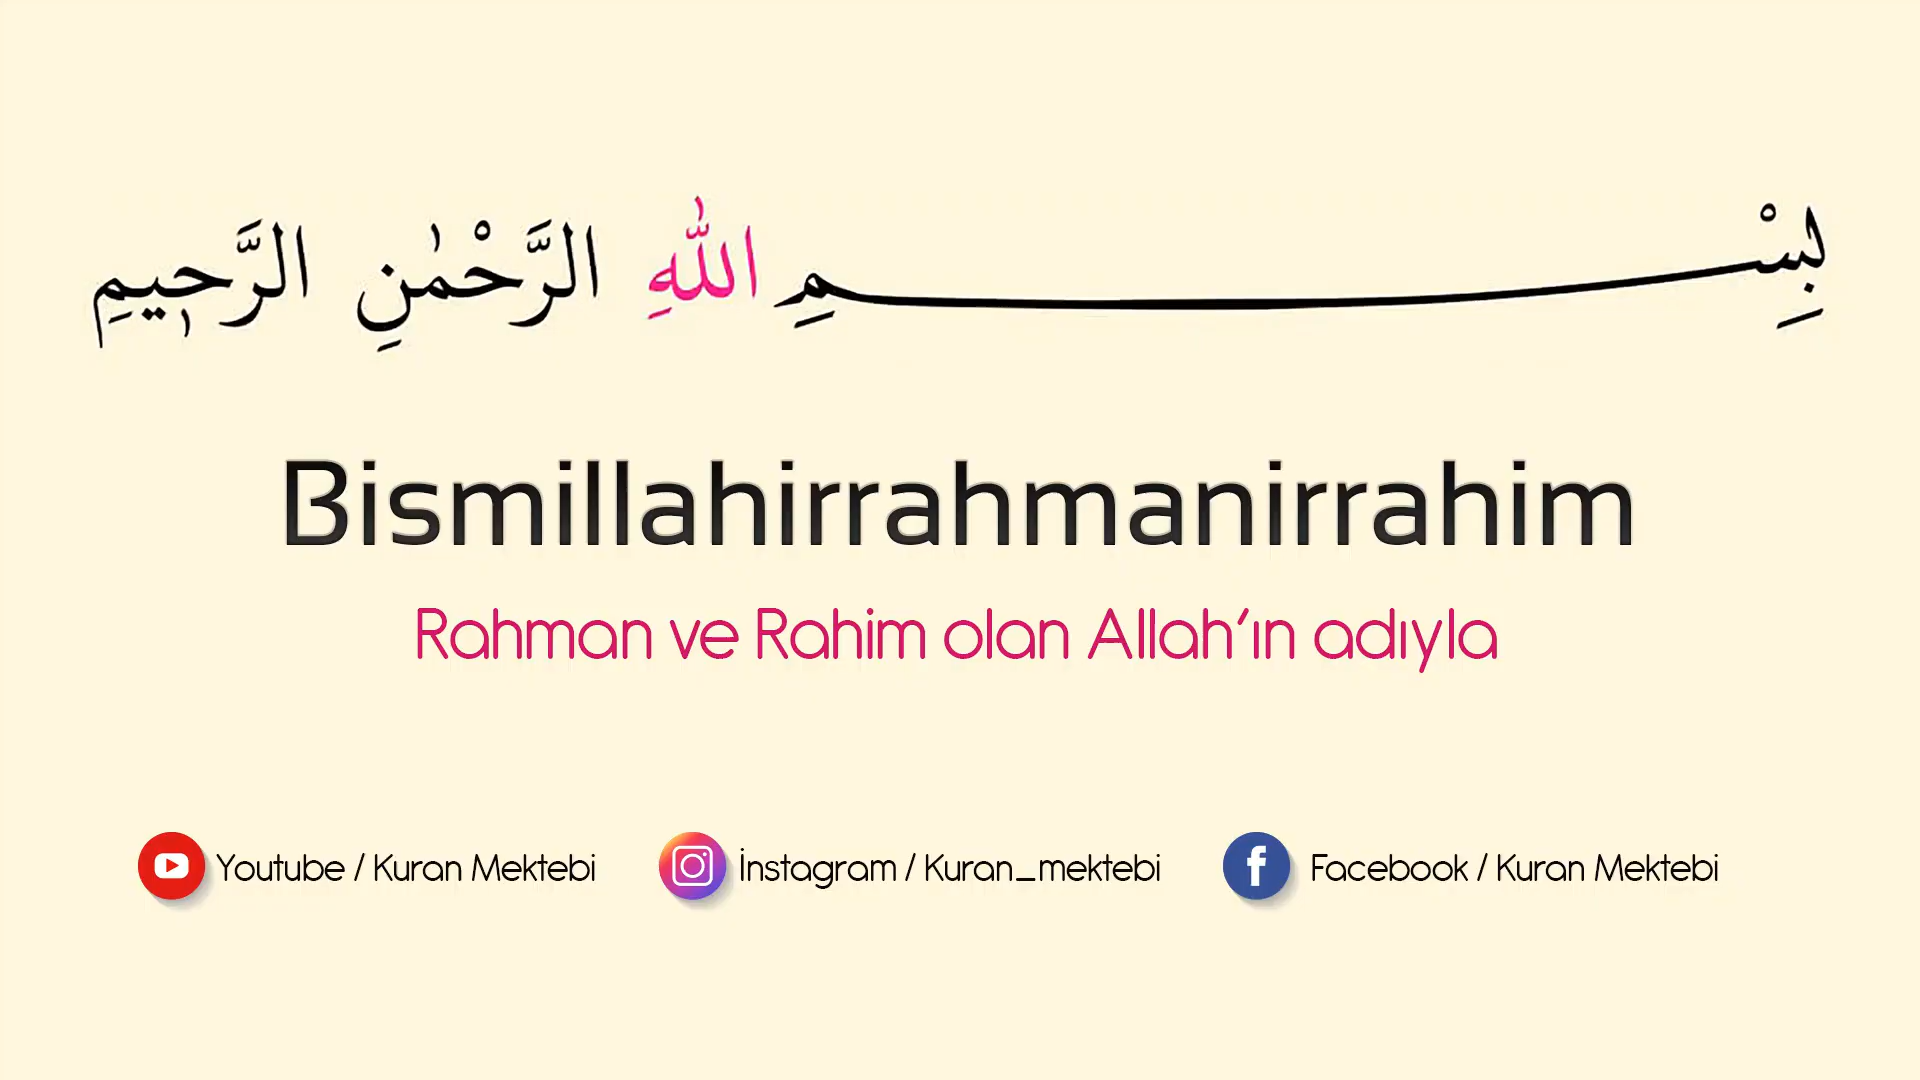 بِسْمِ اللّٰهِ الرَّحْمٰنِ الرَّحٖيمِ
Bismillahirrahmanirrahim
Rahman ve Rahim olan Allah'ın adıyla
Youtube / Kuran Mektebi İnstagram / Kuran_mektebi Facebook / Kuran Mektebi